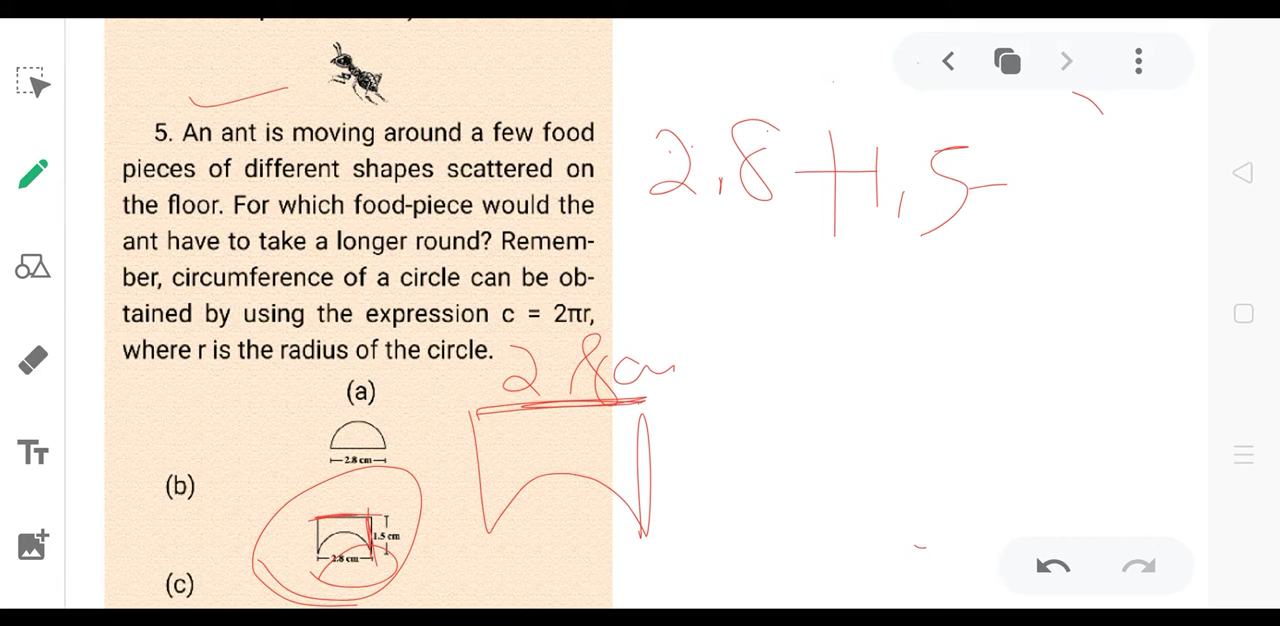 5. An ant is moving around a few food
pieces of different shapes scattered on
the floor. For which food-piece would the
ant have to take a longer round? Remem-
ber, circumference of a circle can be ob-
tained by using the expression c = 2πr,
where r is the radius of the circle.
(a)
2.8 cm
(b)
1.5 cm
2.8 cm
(c)
2.8+1,5
2 8cm
Tт